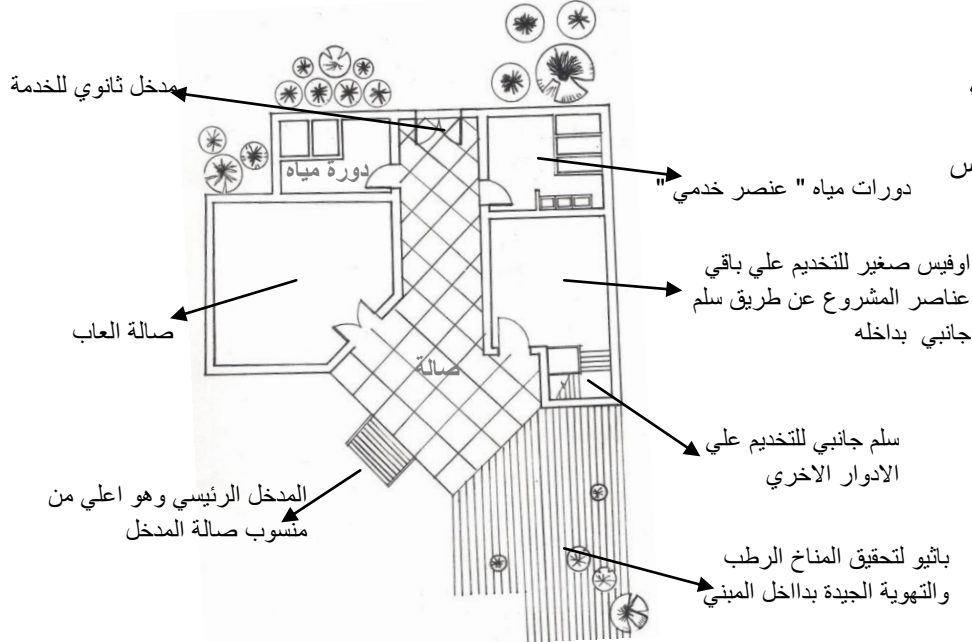 مدخل ثانوي للخدمة
دورة مياه
دورات مياه " عنصر خدمي "
اوفيس صغير للتخديم علي باقي
عناصر المشروع عن طريق سلم
جانبي بداخله
صالة العاب
صالة
سلم جانبي للتخديم علي
الادوار الاخري
المدخل الرئيسي وهو اعلي من
منسوب صالة المدخل
باثيو لتحقيق المناخ الرطب
والتهوية الجيدة بدااخل المبني